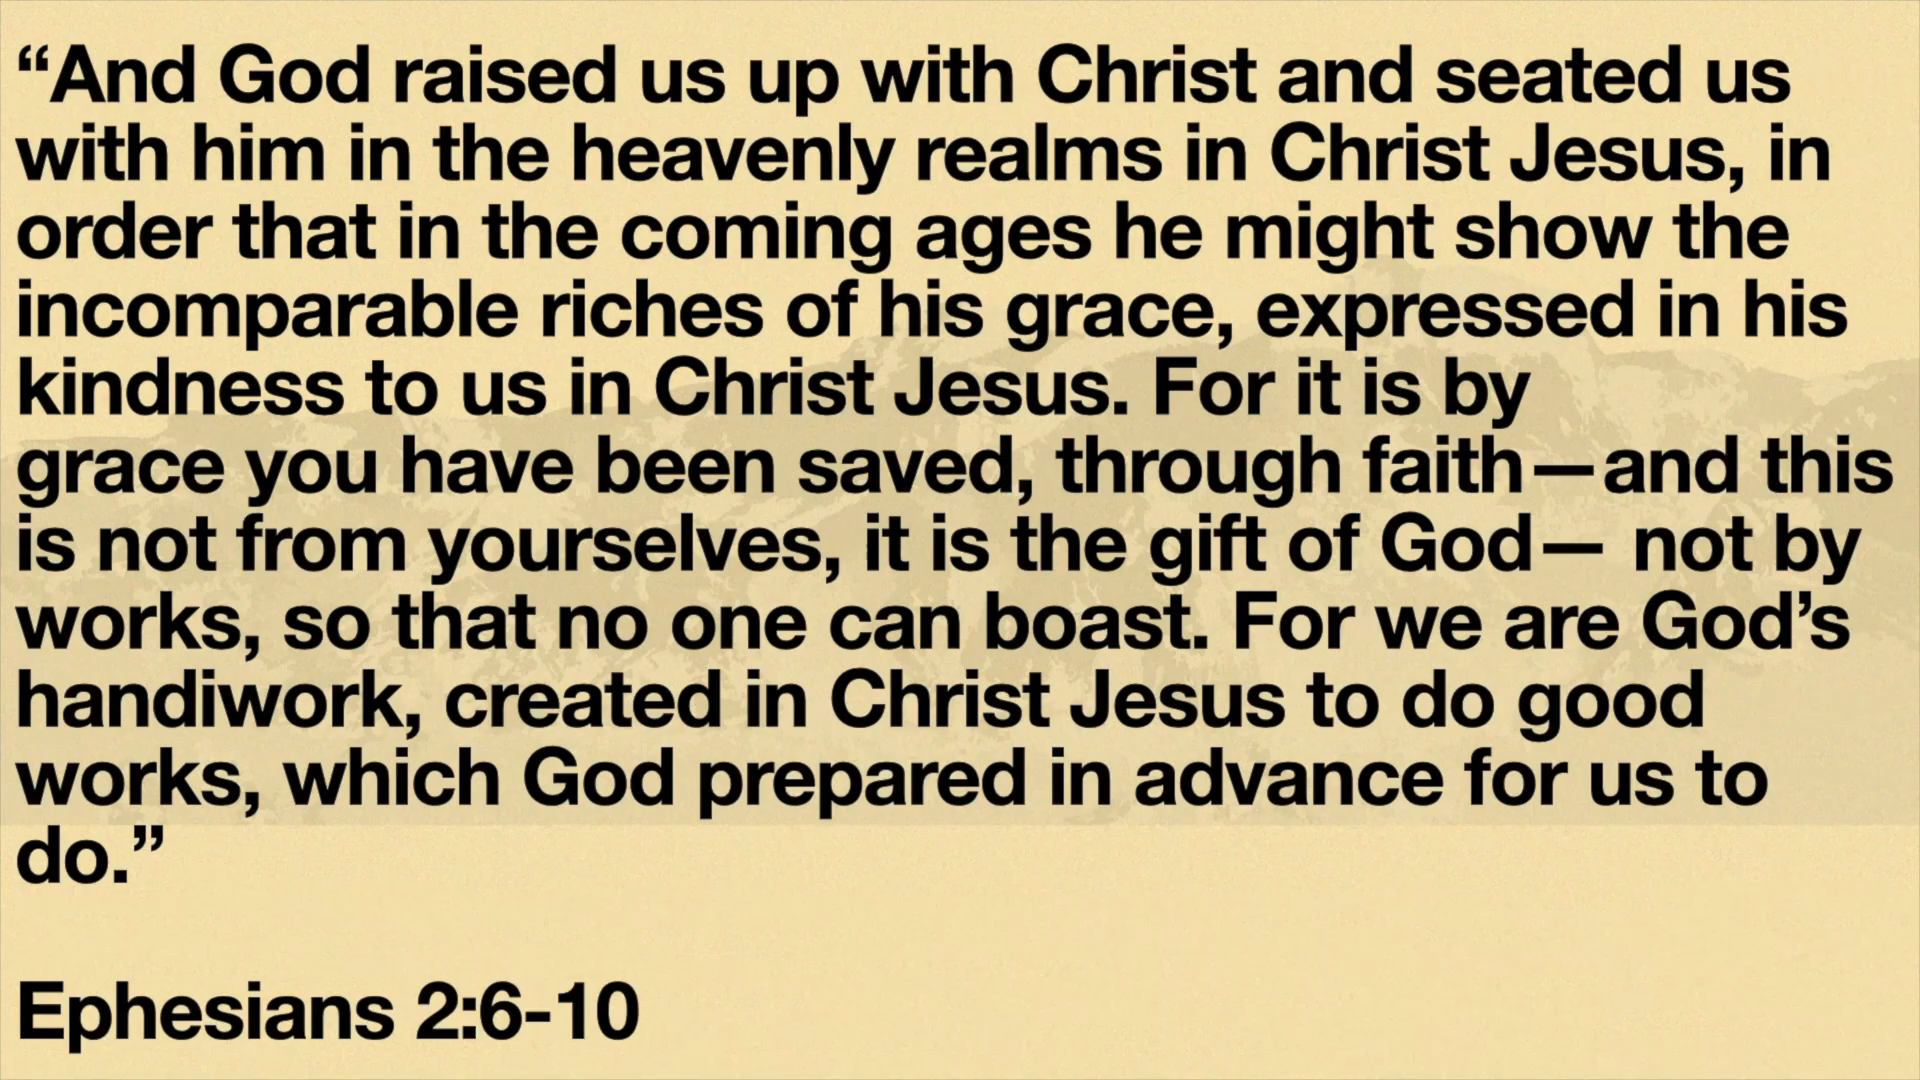 “And God raised us up with Christ and seated us
with him in the heavenly realms in Christ Jesus, in
order that in the coming ages he might show the
incomparable riches of his grace, expressed in his
kindness to us in Christ Jesus. For it is by
grace you have been saved, through faith—and this
is not from yourselves, it is the gift of God— not by
works, so that no one can boast. For we are God’s
handiwork, created in Christ Jesus to do good
works, which God prepared in advance for us to
do.”
Ephesians 2:6-10